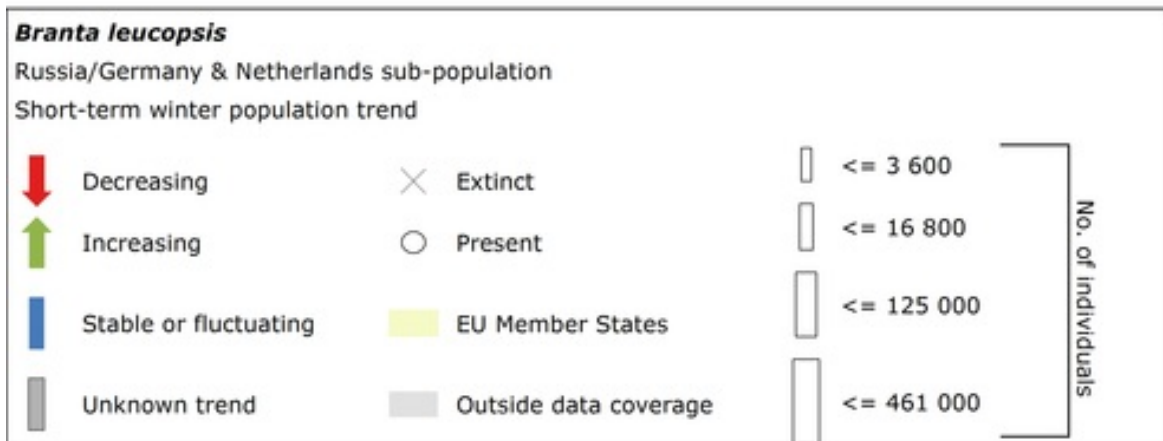 Branta leucopsis
Russia/Germany & Netherlands sub-population
Short-term winter population trend
Decreasing
Increasing
Stable or fluctuating
Unknown trend
Extinct
Present
EU Member States
Outside data coverage
<= 3 600
<= 16 800
<= 125 000
<= 461 000
No. of individuals